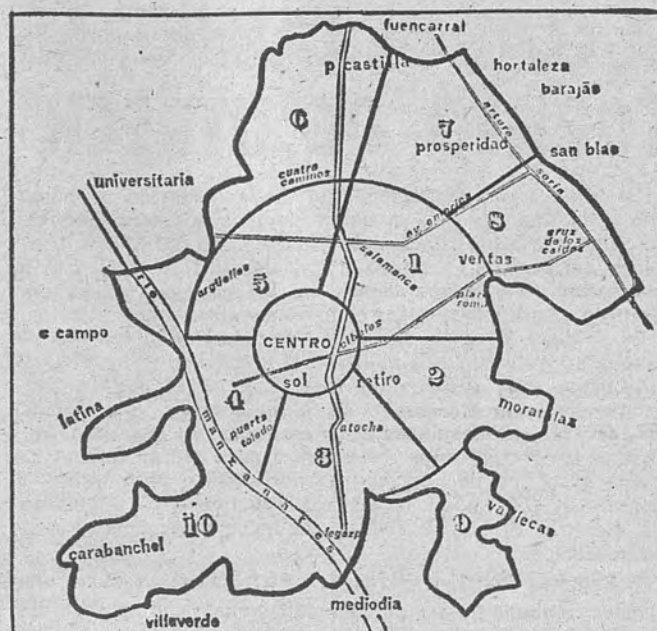 fuencarral
p castilla
hortaleza
barajas
6
7
arturo
prosperidad
san blas
cuatro
caminos
universitaria
soria
av america
8
cruz
de los
caidos
salamanca
1
ventas
arguelles
5
rio
CENTRO
cibeles
c campo
sol
retiro
2
4
latina
puerta
toledo
moratalaz
atocha
3
manzanares
vallecas
9
10
legazpi
carabanchel
mediodia
villaverde